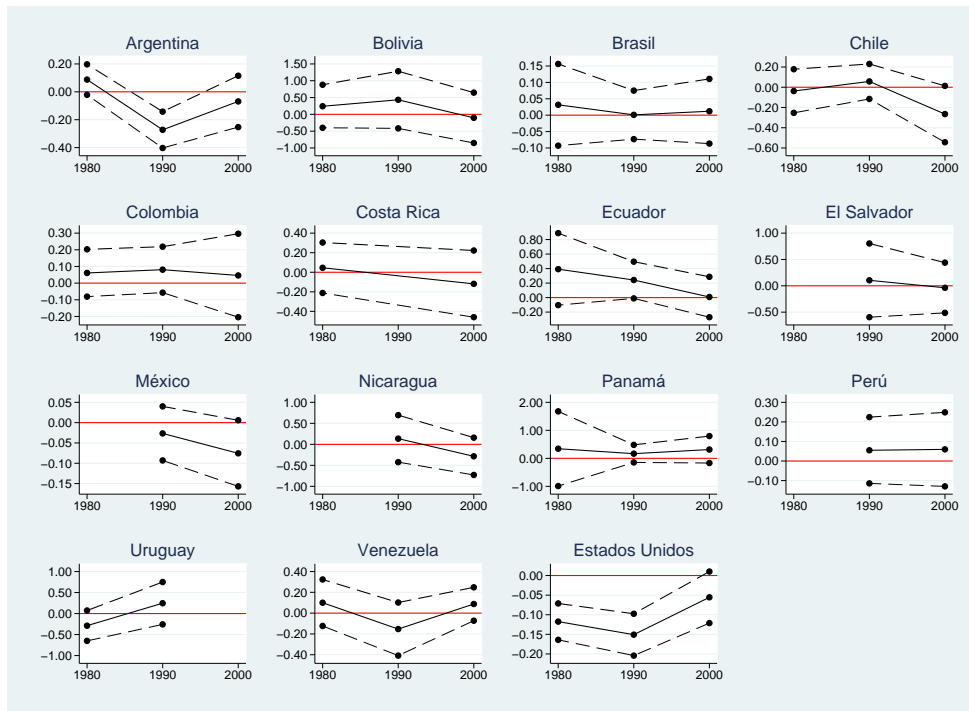 Argentina
0.20
0.00
−0.20
−0.40
1980 1990 2000
Bolivia
1.50
1.00
0.50
0.00
−0.50
−1.00
1980 1990 2000
Brasil
0.15
0.10
0.05
0.00
−0.05
−0.10
1980 1990 2000
Chile
0.20
0.00
−0.20
−0.40
−0.60
1980 1990 2000
Colombia
0.30
0.20
0.10
0.00
−0.10
−0.20
1980 1990 2000
Costa Rica
0.40
0.20
0.00
−0.20
−0.40
1980 1990 2000
Ecuador
0.80
0.60
0.40
0.20
0.00
−0.20
1980 1990 2000
El Salvador
1.00
0.50
0.00
−0.50
1980 1990 2000
México
0.05
0.00
−0.05
−0.10
−0.15
1980 1990 2000
Nicaragua
1.00
0.50
0.00
−0.50
−1.00
1980 1990 2000
Panamá
2.00
1.00
0.00
−1.00
1980 1990 2000
Perú
0.30
0.20
0.10
0.00
−0.10
1980 1990 2000
Uruguay
1.00
0.50
0.00
−0.50
−1.00
1980 1990 2000
Venezuela
0.40
0.20
0.00
−0.20
−0.40
1980 1990 2000
Estados Unidos
0.00
−0.05
−0.10
−0.15
−0.20
1980 1990 2000